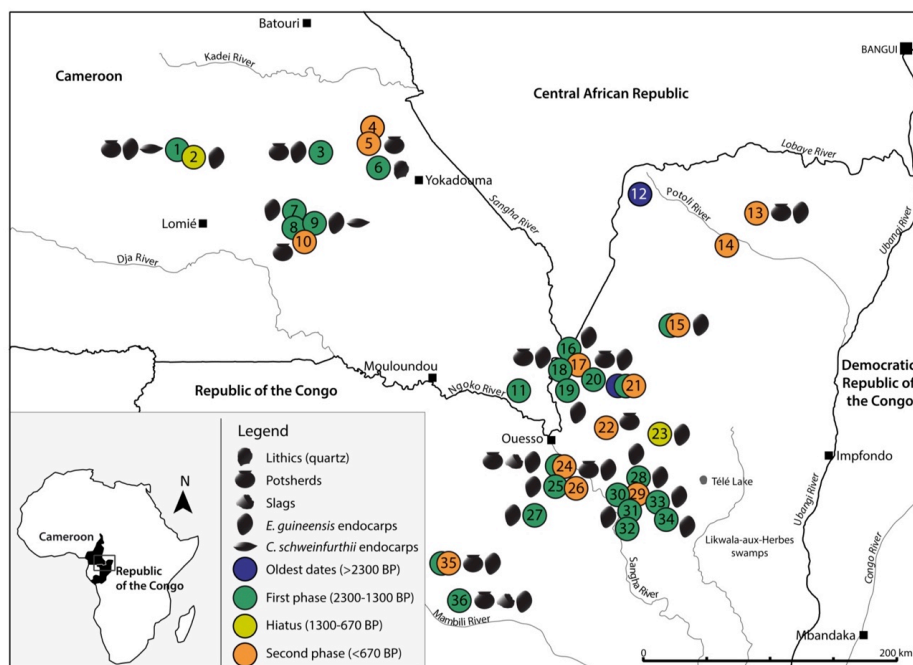 Batouri
Kadei River
BANGUI
Cameroon
Central African Republic
4
5
1
2
3
6
Yokadouma
Lobaye River
12
Potoli River
13
14
Sangha River
Ubangi River
7
8
9
10
Lomié
Dja River
15
16
17
18
19
20
21
11
Mouloundou
Republic of the Congo
Ngoko River
Democratic
Republic of
the Congo
22
23
Ouesso
Impfondo
24
25
26
27
28
29
30
31
32
33
34
Télé Lake
Likwala-aux-Herbes
swamps
Ubangi River
Congo River
Sangha River
35
36
Mambili River
Mbandaka
0
200 km
Legend
Lithics (quartz)
Potsherds
Slags
E. guineensis endocarps
C. schweinfurthii endocarps
Oldest dates (>2300 BP)
First phase (2300-1300 BP)
Hiatus (1300-670 BP)
Second phase (<670 BP)
N
Cameroon
Republic
of the Congo